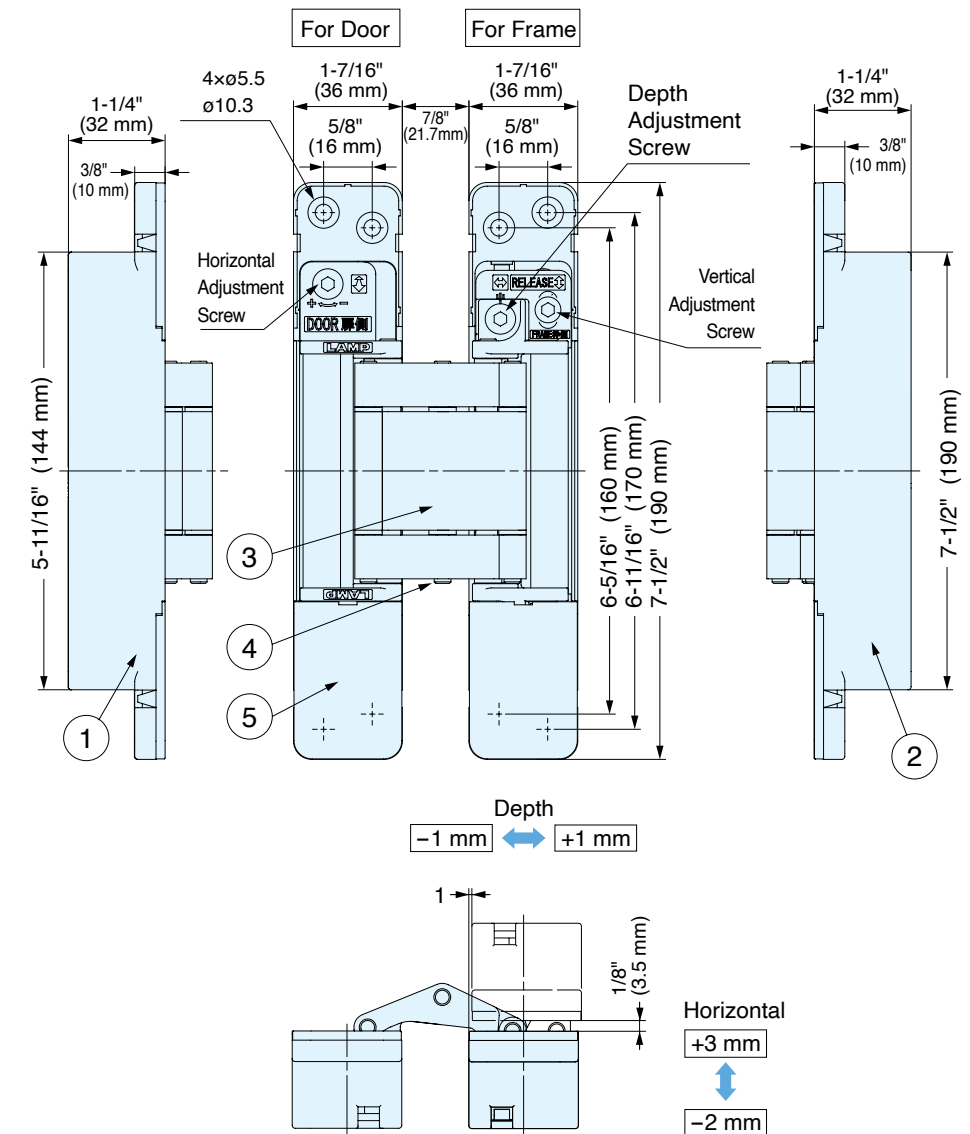 For Door
For Frame
4×ø5.5
ø10.3
1-7/16"
(36 mm)
7/8"
(21.7mm)
1-7/16"
(36 mm)
5/8"
(16 mm)
5/8"
(16 mm)
Depth
Adjustment
Screw
1-1/4"
(32 mm)
3/8"
(10 mm)
1-1/4"
(32 mm)
3/8"
(10 mm)
Horizontal
Adjustment
Screw
Vertical
Adjustment
Screw
+ −
DOOR 扉側
RELEASE
LAMP
LAMP
5-11/16" (144 mm)
6-5/16" (160 mm)
6-11/16" (170 mm)
7-1/2" (190 mm)
7-1/2" (190 mm)
3
4
5
1
2
Depth
−1 mm
+1 mm
1
1/8"
(3.5 mm)
Horizontal
+3 mm
−2 mm